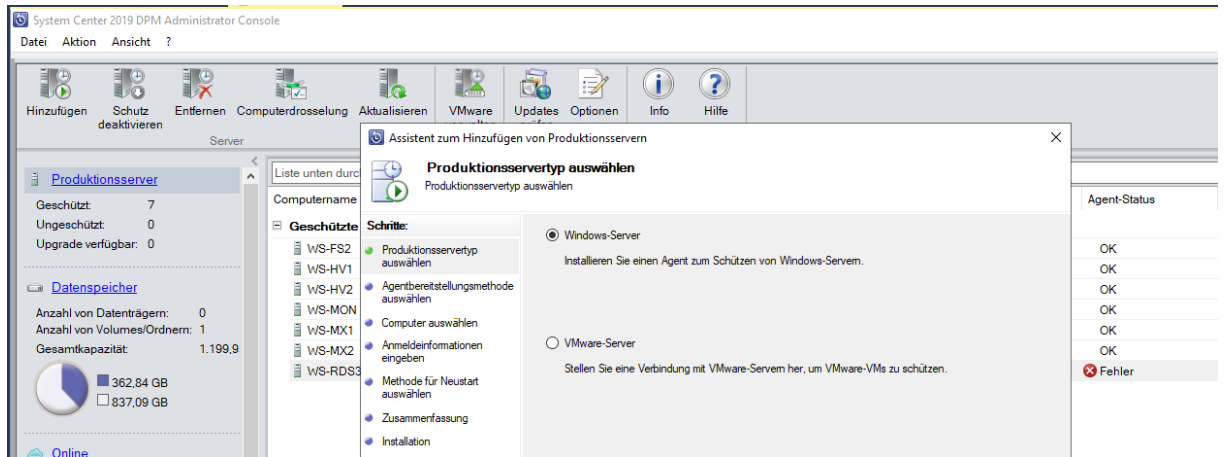 System Center 2019 DPM Administrator Console
Datei Aktion Ansicht ?
Hinzufügen Schutz deaktivieren Entfernen Computerdrosselung Aktualisieren VMware Updates Optionen Info Hilfe
Server
Assistent zum Hinzufügen von Produktionsservern
Produktionsservertyp auswählen
Produktionsservertyp auswählen
Produktionsserver
Geschützt: 7
Ungeschützt: 0
Upgrade verfügbar: 0
Datenspeicher
Anzahl von Datenträgern: 0
Anzahl von Volumes/Ordnern: 1
Gesamtkapazität: 1.199,9
362,84 GB
837,09 GB
Online
Liste unten durc
Computername
Geschützte
WS-FS2
WS-HV1
WS-HV2
WS-MON
WS-MX1
WS-MX2
WS-RDS3
Schritte:
Produktionsservertyp
auswählen
Agentbereitstellungsmethode
auswählen
Computer auswählen
Anmeldeinformationen
eingeben
Methode für Neustart
auswählen
Zusammenfassung
Installation
Windows-Server
Installieren Sie einen Agent zum Schützen von Windows-Servern.
VMware-Server
Stellen Sie eine Verbindung mit VMware-Servern her, um VMware-VMs zu schützen.
Agent-Status
OK
OK
OK
OK
OK
OK
Fehler